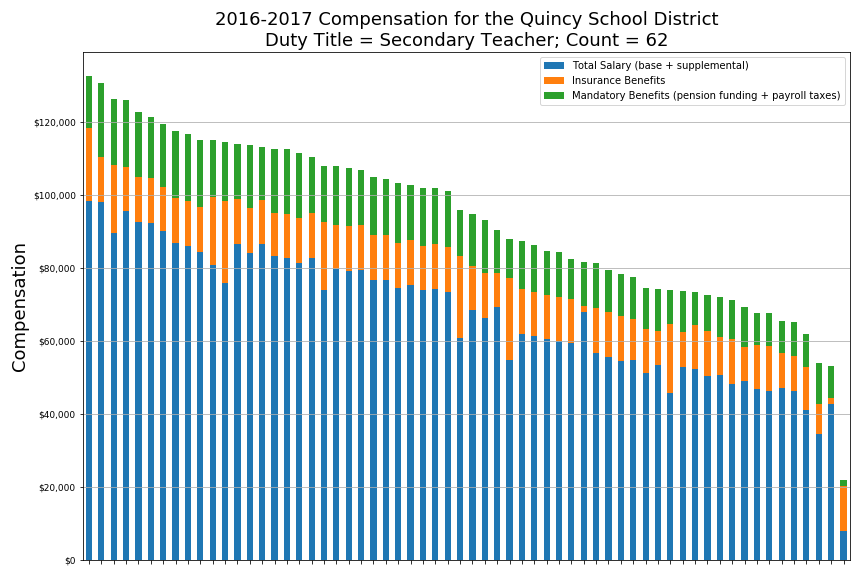 2016-2017 Compensation for the Quincy School District
Duty Title = Secondary Teacher; Count = 62
Total Salary (base + supplemental)
Insurance Benefits
Mandatory Benefits (pension funding + payroll taxes)
$120,000
$100,000
$80,000
$60,000
$40,000
$20,000
$0
Compensation